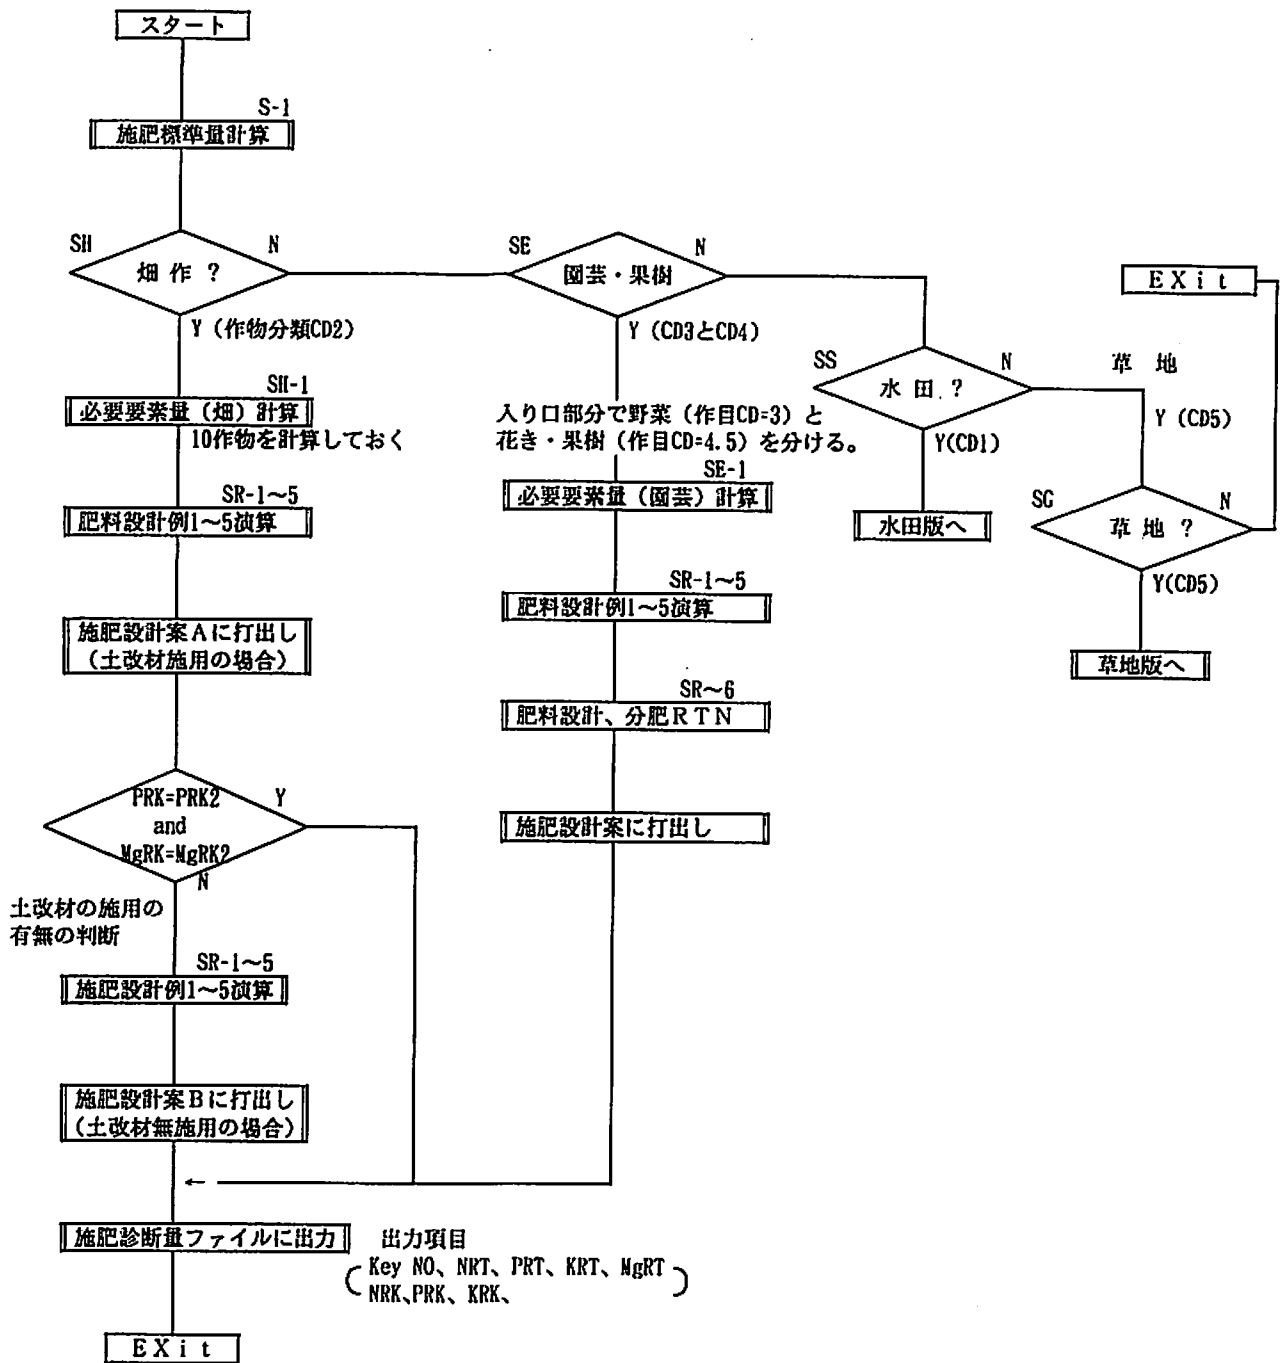 スタート
S-1
施肥標準量計算
SH
畑作？
N
Y（作物分類CD2）
SH-1
必要要素量（畑）計算
10作物を計算しておく
SR-1～5
肥料設計例1～5演算
施肥設計案Ａに打出し
（土改材施用の場合）
PRK=PRK2
and
MgRK=MgRK2
Y
N
土改材の施用の
有無の判断
SR-1～5
施肥設計例1～5演算
施肥設計案Ｂに打出し
（土改材無施用の場合）
←
施肥診断量ファイルに出力
出力項目
Key NO、NRT、PRT、KRT、MgRT
NRK、PRK、KRK、
EXit
SE
園芸・果樹
N
Y（CD3とCD4）
入り口部分で野菜（作目CD=3）と
花き・果樹（作目CD=4.5）を分ける。
SE-1
必要要素量（園芸）計算
SR-1～5
肥料設計例1～5演算
SR～6
肥料設計、分肥ＲＴＮ
施肥設計案に打出し
SS
水田？
N
Y(CD1)
水田版へ
草地
Y（CD5）
SG
草地？
N
Y(CD5)
草地版へ
EXit